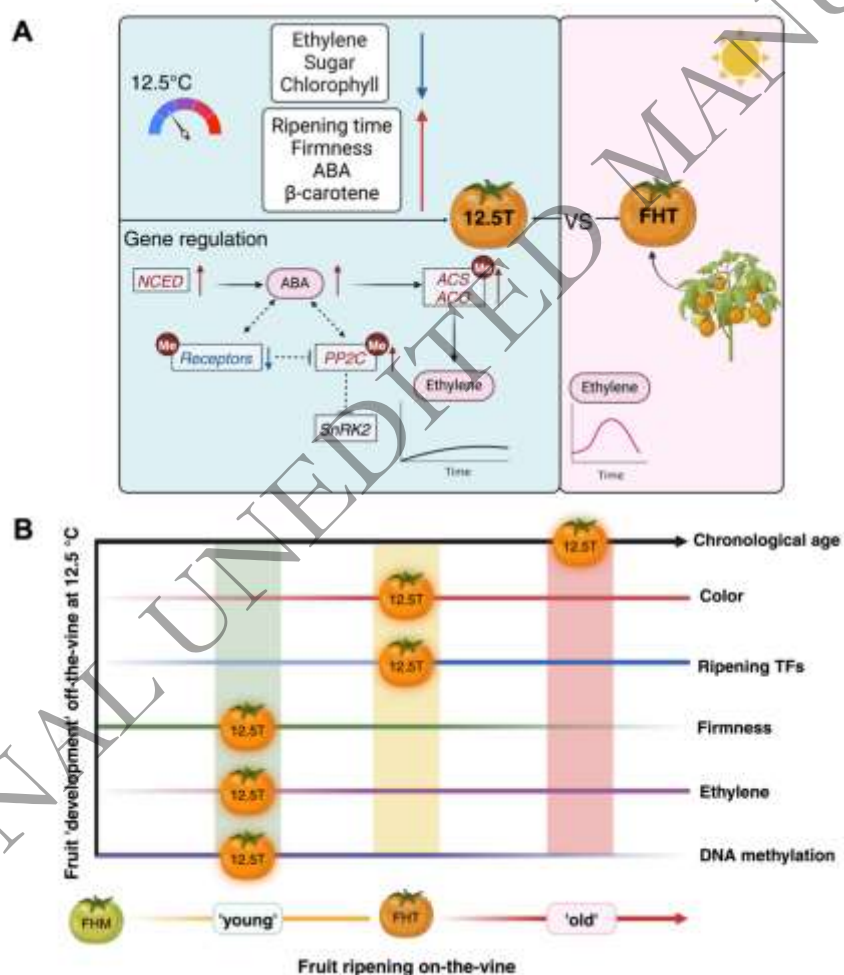 A
Ethylene
Sugar
Chlorophyll
12.5°C
Ripening time
Firmness
ABA
β-carotene
12.5T
VS
FHT
Gene regulation
NCED
ABA
Me
ACS
ACO
Me
Receptors
PP2C
Me
Ethylene
SnRK2
Time
Ethylene
Time
B
Fruit 'development' off-the-vine at 12.5 °C
12.5T
Chronological age
12.5T
Color
12.5T
Ripening TFs
12.5T
Firmness
12.5T
Ethylene
12.5T
DNA methylation
FHM
'young'
FHT
'old'
Fruit ripening on-the-vine
NAL UNEDITED MANU